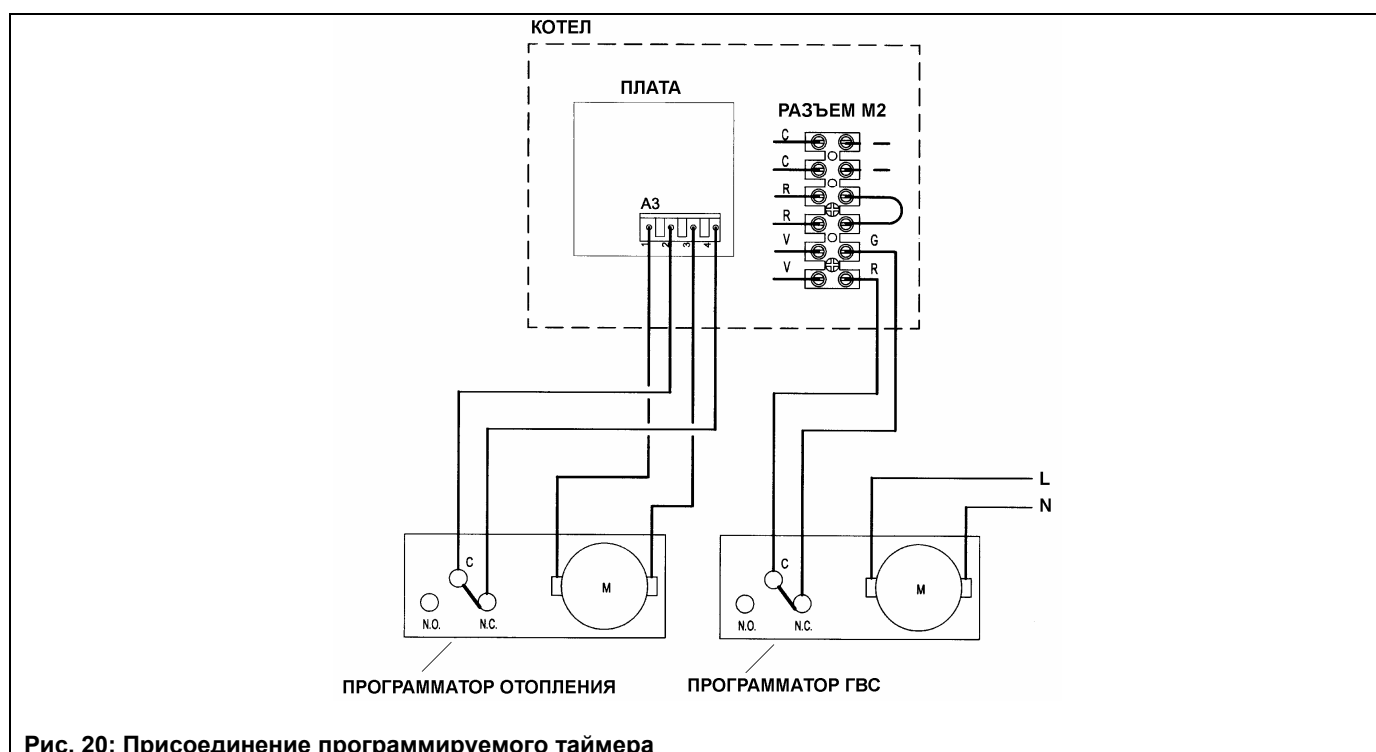 КОТЕЛ
ПЛАТА
РАЗЪЕМ М2
C
C
R
A3
R
V
G
V
R
1 2 3 4
L
N
C
M
N.O.
N.C.
C
M
N.O.
N.C.
ПРОГРАММАТОР ОТОПЛЕНИЯ
ПРОГРАММАТОР ГВС
Рис. 20: Присоединение программируемого таймера